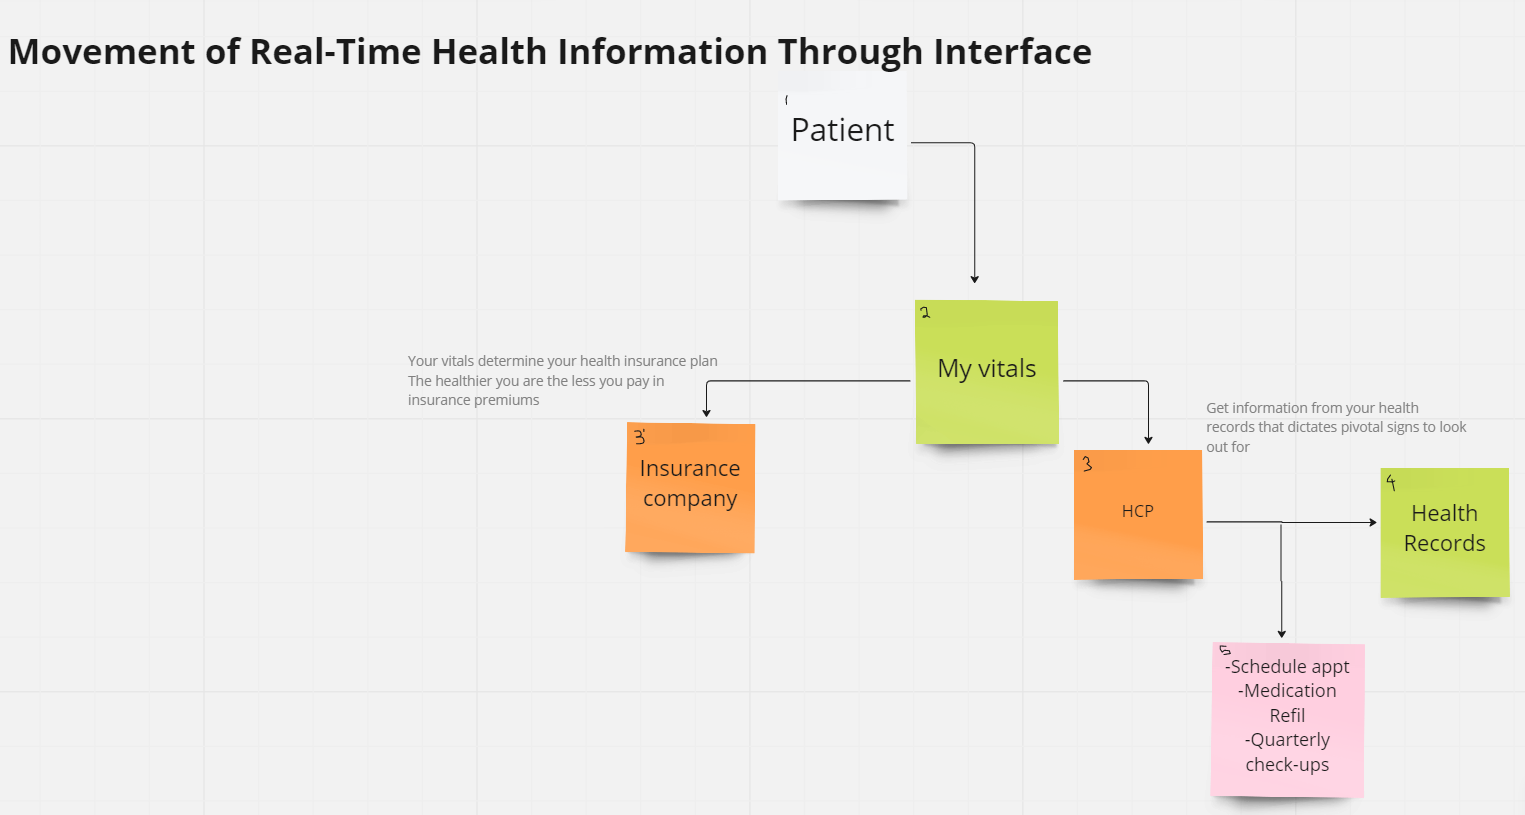 Movement of Real-Time Health Information Through Interface
1
Patient
2
My vitals
Your vitals determine your health insurance plan
The healthier you are the less you pay in
insurance premiums
3'
Insurance
company
3
HCP
Get information from your health
records that dictates pivotal signs to look
out for
4
Health
Records
5
-Schedule appt
-Medication
Refil
-Quarterly
check-ups